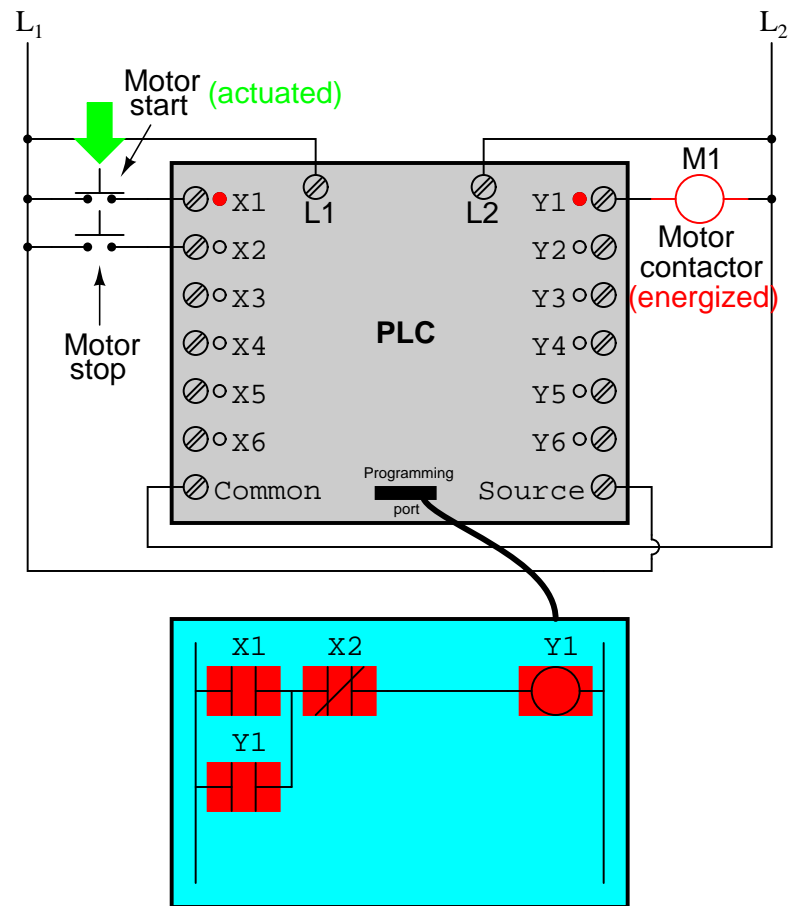 L1
L2
Motor
start
(actuated)
M1
X1
L1
L2
Y1
X2
Y2
Motor
contactor
(energized)
X3
Y3
Motor
stop
X4
PLC
Y4
X5
Y5
X6
Y6
Common
Programming
port
Source
X1
X2
Y1
Y1